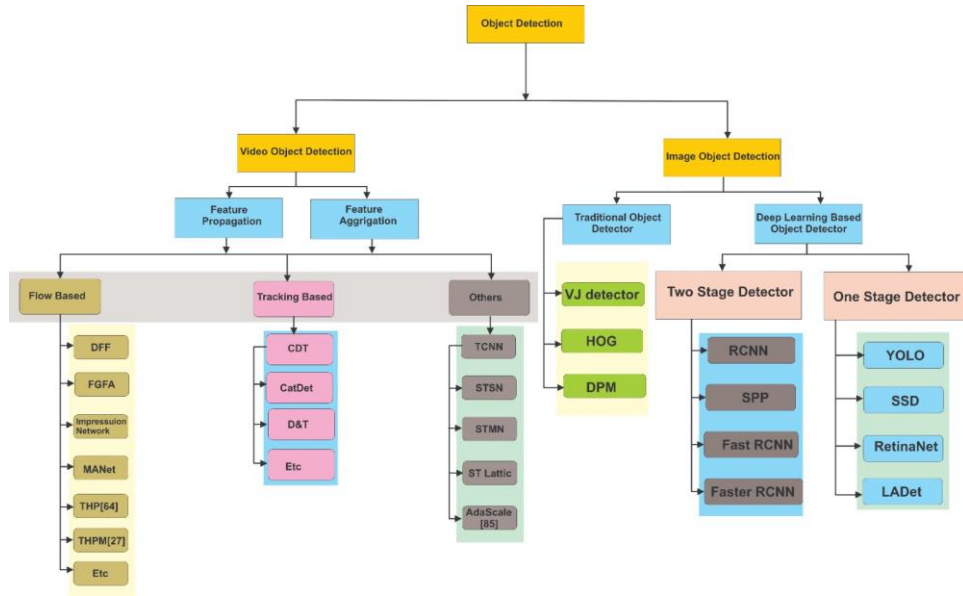 Object Detection
Video Object Detection
Image Object Detection
Feature
Propagation
Feature
Aggrigation
Traditional Object
Detector
Deep Learning Based
Object Detector
Flow Based
Tracking Based
Others
VJ detector
Two Stage Detector
One Stage Detector
DFF
FGFA
Impressuion
Network
MANet
THP[64]
THPM[27]
Etc
CDT
CatDet
D&T
Etc
TCNN
STSN
STMN
ST Lattic
AdaScale
[85]
HOG
DPM
RCNN
SPP
Fast RCNN
Faster RCNN
YOLO
SSD
RetinaNet
LADet